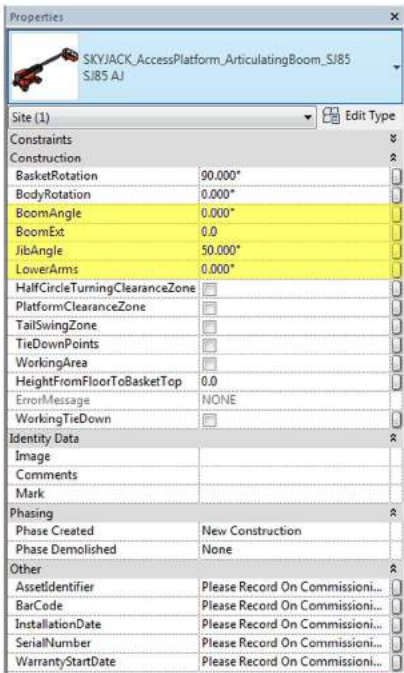 Properties
SKYJACK_AccessPlatform_ArticulatingBoom_SJ85
SJ85 AJ
Site (1) Edit Type
Constraints
Construction
BasketRotation 90.000°
BodyRotation 0.000°
BoomAngle 0.000°
BoomExt 0.0
JibAngle 50.000°
LowerArms 0.000°
HalfCircleTurningClearanceZone
PlatformClearanceZone
TailSwingZone
TieDownPoints
WorkingArea
HeightFromFloorToBasketTop 0.0
ErrorMessage NONE
WorkingTieDown
Identity Data
Image
Comments
Mark
Phasing
Phase Created New Construction
Phase Demolished None
Other
AssetIdentifier Please Record On Commissioni...
BarCode Please Record On Commissioni...
InstallationDate Please Record On Commissioni...
SerialNumber Please Record On Commissioni...
WarrantyStartDate Please Record On Commissioni...